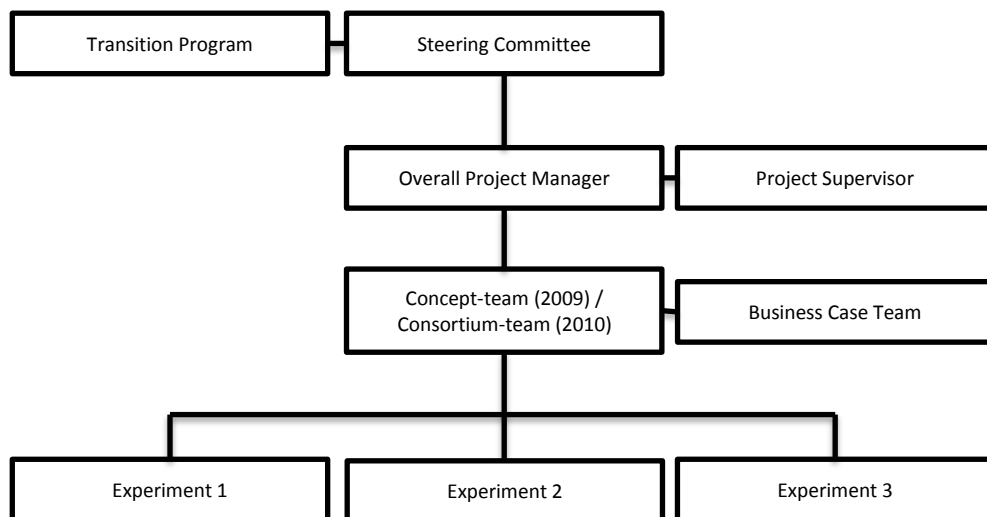 Transition Program
Steering Committee
Overall Project Manager
Project Supervisor
Concept-team (2009) /
Consortium-team (2010)
Business Case Team
Experiment 1
Experiment 2
Experiment 3